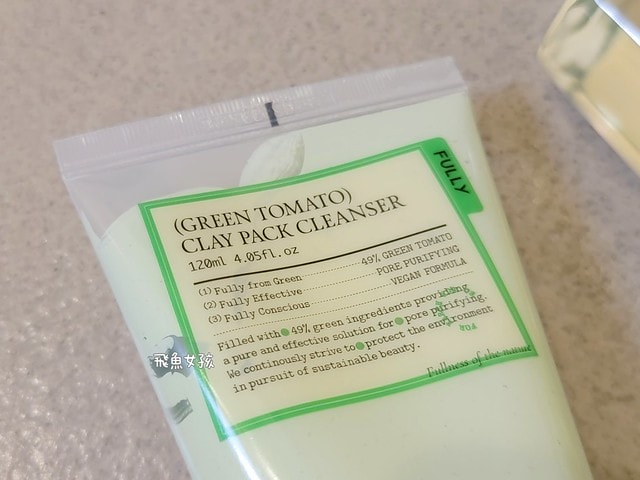 FULLY
(GREEN TOMATO)
CLAY PACK CLEANSER
120ml 4.05fl.oz
(1) Fully from Green 49% GREEN TOMATO
(2) Fully Effective PORE PURIFYING
(3) Fully Conscious VEGAN FORMULA
Filled with 49% green ingredients providing
a pure and effective solution for pore purifying.
We continously strive to protect the environment
in pursuit of sustainable beauty.
Fullness of the nature
飛魚女孩